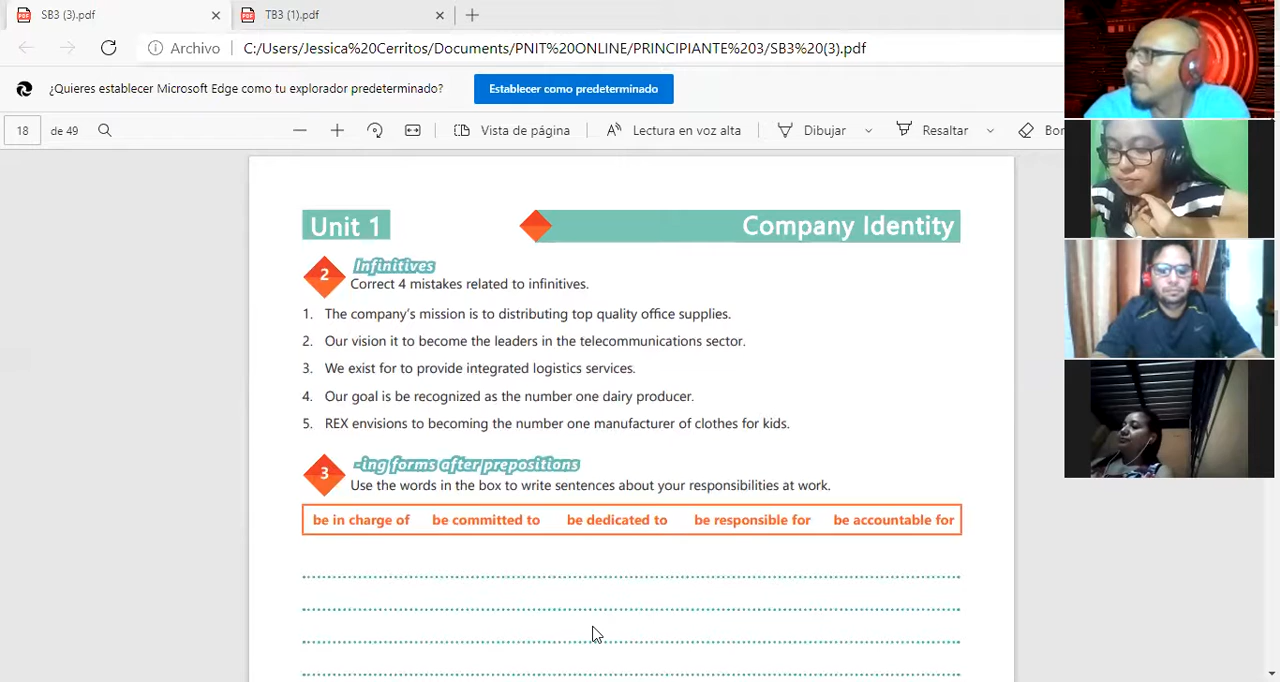 SB3 (3).pdf
TB3 (1).pdf
Archivo
C:/Users/Jessica%20Cerritos/Documents/PNIT%20ONLINE/PRINCIPIANTE%203/SB3%20(3).pdf
¿Quieres establecer Microsoft Edge como tu explorador predeterminado?
Establecer como predeterminado
18 de 49
Vista de página
Lectura en voz alta
Dibujar
Resaltar
Bor
Unit 1
Company Identity
2 Infinitives
Correct 4 mistakes related to infinitives.
1. The company's mission is to distributing top quality office supplies.
2. Our vision it to become the leaders in the telecommunications sector.
3. We exist for to provide integrated logistics services.
4. Our goal is be recognized as the number one dairy producer.
5. REX envisions to becoming the number one manufacturer of clothes for kids.
3 -ing forms after prepositions
Use the words in the box to write sentences about your responsibilities at work.
be in charge of be committed to be dedicated to be responsible for be accountable for